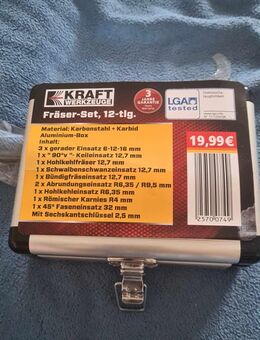 KRAFT
WERKZEUGE
3
JAHRE
GARANTIE
LGA
tested
Fräser-Set, 12-tlg.
19,99€
Material: Karbonstahl + Karbid
Aluminium-Box
Inhalt:
3 x gerader Einsatz 6-12-16 mm
1 x " 90°v "- Keileinsatz 12,7 mm
1 x Hohlkehlfräser 12,7 mm
1 x Schwalbenschwanzeinsatz 12,7 mm
1 x Bündigfräseinsatz 12,7 mm
2 x Abrundungseinsatz R6,35 / R9,5 mm
1 x Hohlkehleinsatz R6,35 mm
1 x Römischer Karnies R4 mm
1 x 45° Faseneinsatz 32 mm
Mit Sechskantschlüssel 2,5 mm